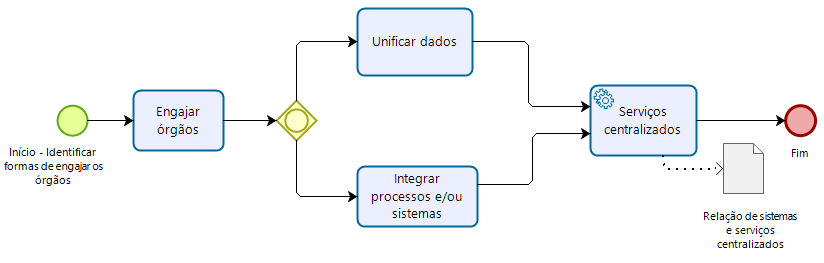 Unificar dados
Engajar
órgãos
Serviços
centralizados
Início - Identificar
formas de engajar os
órgãos
Fim
Integrar
processos e/ou
sistemas
Relação de sistemas
e serviços
centralizados